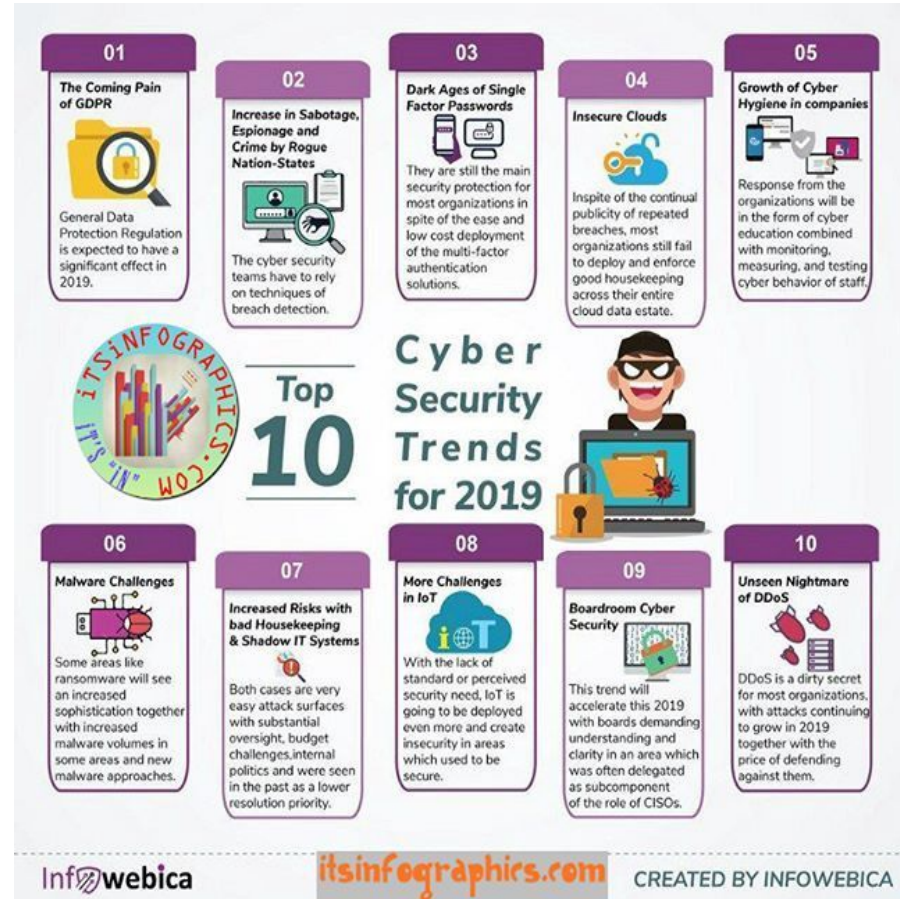 01
The Coming Pain
of GDPR
General Data
Protection Regulation
is expected to have a
significant effect in
2019.
02
Increase in Sabotage,
Espionage and
Crime by Rogue
Nation-States
The cyber security
teams have to rely
on techniques of
breach detection.
03
Dark Ages of Single
Factor Passwords
They are still the main
security protection for
most organizations in
spite of the ease and
low cost deployment
of the multi-factor
authentication
solutions.
04
Insecure Clouds
Inspite of the continual
publicity of repeated
breaches, most
organizations still fail
to deploy and enforce
good housekeeping
across their entire
cloud data estate.
05
Growth of Cyber
Hygiene in companies
Response from the
organizations will be
in the form of cyber
education combined
with monitoring,
measuring, and testing
cyber behavior of staff.
iTSiNFOGRAPHICS.COM
iT'S "iN" WOW
Top
10
Cyber
Security
Trends
for 2019
06
Malware Challenges
Some areas like
ransomware will see
an increased
sophistication together
with increased
malware volumes in
some areas and new
malware approaches.
07
Increased Risks with
bad Housekeeping
& Shadow IT Systems
Both cases are very
easy attack surfaces
with substantial
oversight, budget
challenges,internal
politics and were seen
in the past as a lower
resolution priority.
08
More Challenges
in IoT
iOT
With the lack of
standard or perceived
security need, IoT is
going to be deployed
even more and create
insecurity in areas
which used to be
secure.
09
Boardroom Cyber
Security
This trend will
accelerate this 2019
with boards demanding
understanding and
clarity in an area which
was often delegated
as subcomponent
of the role of CISOs.
10
Unseen Nightmare
of DDoS
DDoS is a dirty secret
for most organizations,
with attacks continuing
to grow in 2019
together with the
price of defending
against them.
Infowebica
itsinfographics.com
CREATED BY INFOWEBICA